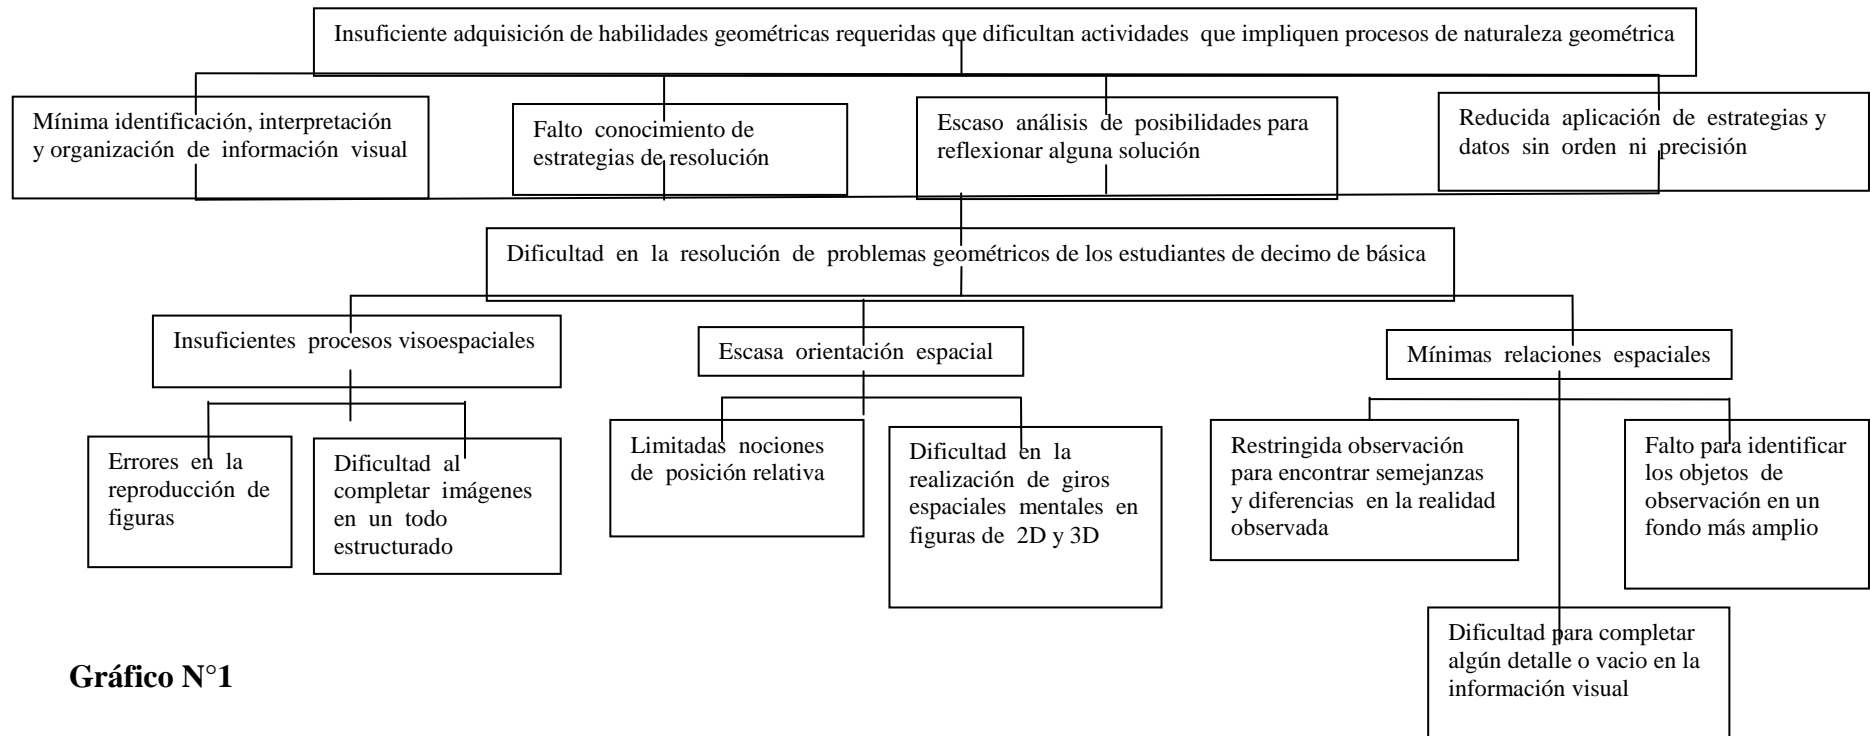 Insuficiente adquisición de habilidades geométricas requeridas que dificultan actividades que impliquen procesos de naturaleza geométrica
Mínima identificación, interpretación
y organización de información visual
Falto conocimiento de
estrategias de resolución
Escaso análisis de posibilidades para
reflexionar alguna solución
Reducida aplicación de estrategias y
datos sin orden ni precisión
Dificultad en la resolución de problemas geométricos de los estudiantes de decimo de básica
Insuficientes procesos visoespaciales
Escasa orientación espacial
Mínimas relaciones espaciales
Errores en la
reproducción de
figuras
Dificultad al
completar imágenes
en un todo
estructurado
Limitadas nociones
de posición relativa
Dificultad en la
realización de giros
espaciales mentales en
figuras de 2D y 3D
Restringida observación
para encontrar semejanzas
y diferencias en la realidad
observada
Falto para identificar
los objetos de
observación en un
fondo más amplio
Dificultad para completar
algún detalle o vacio en la
información visual
Gráfico N°1